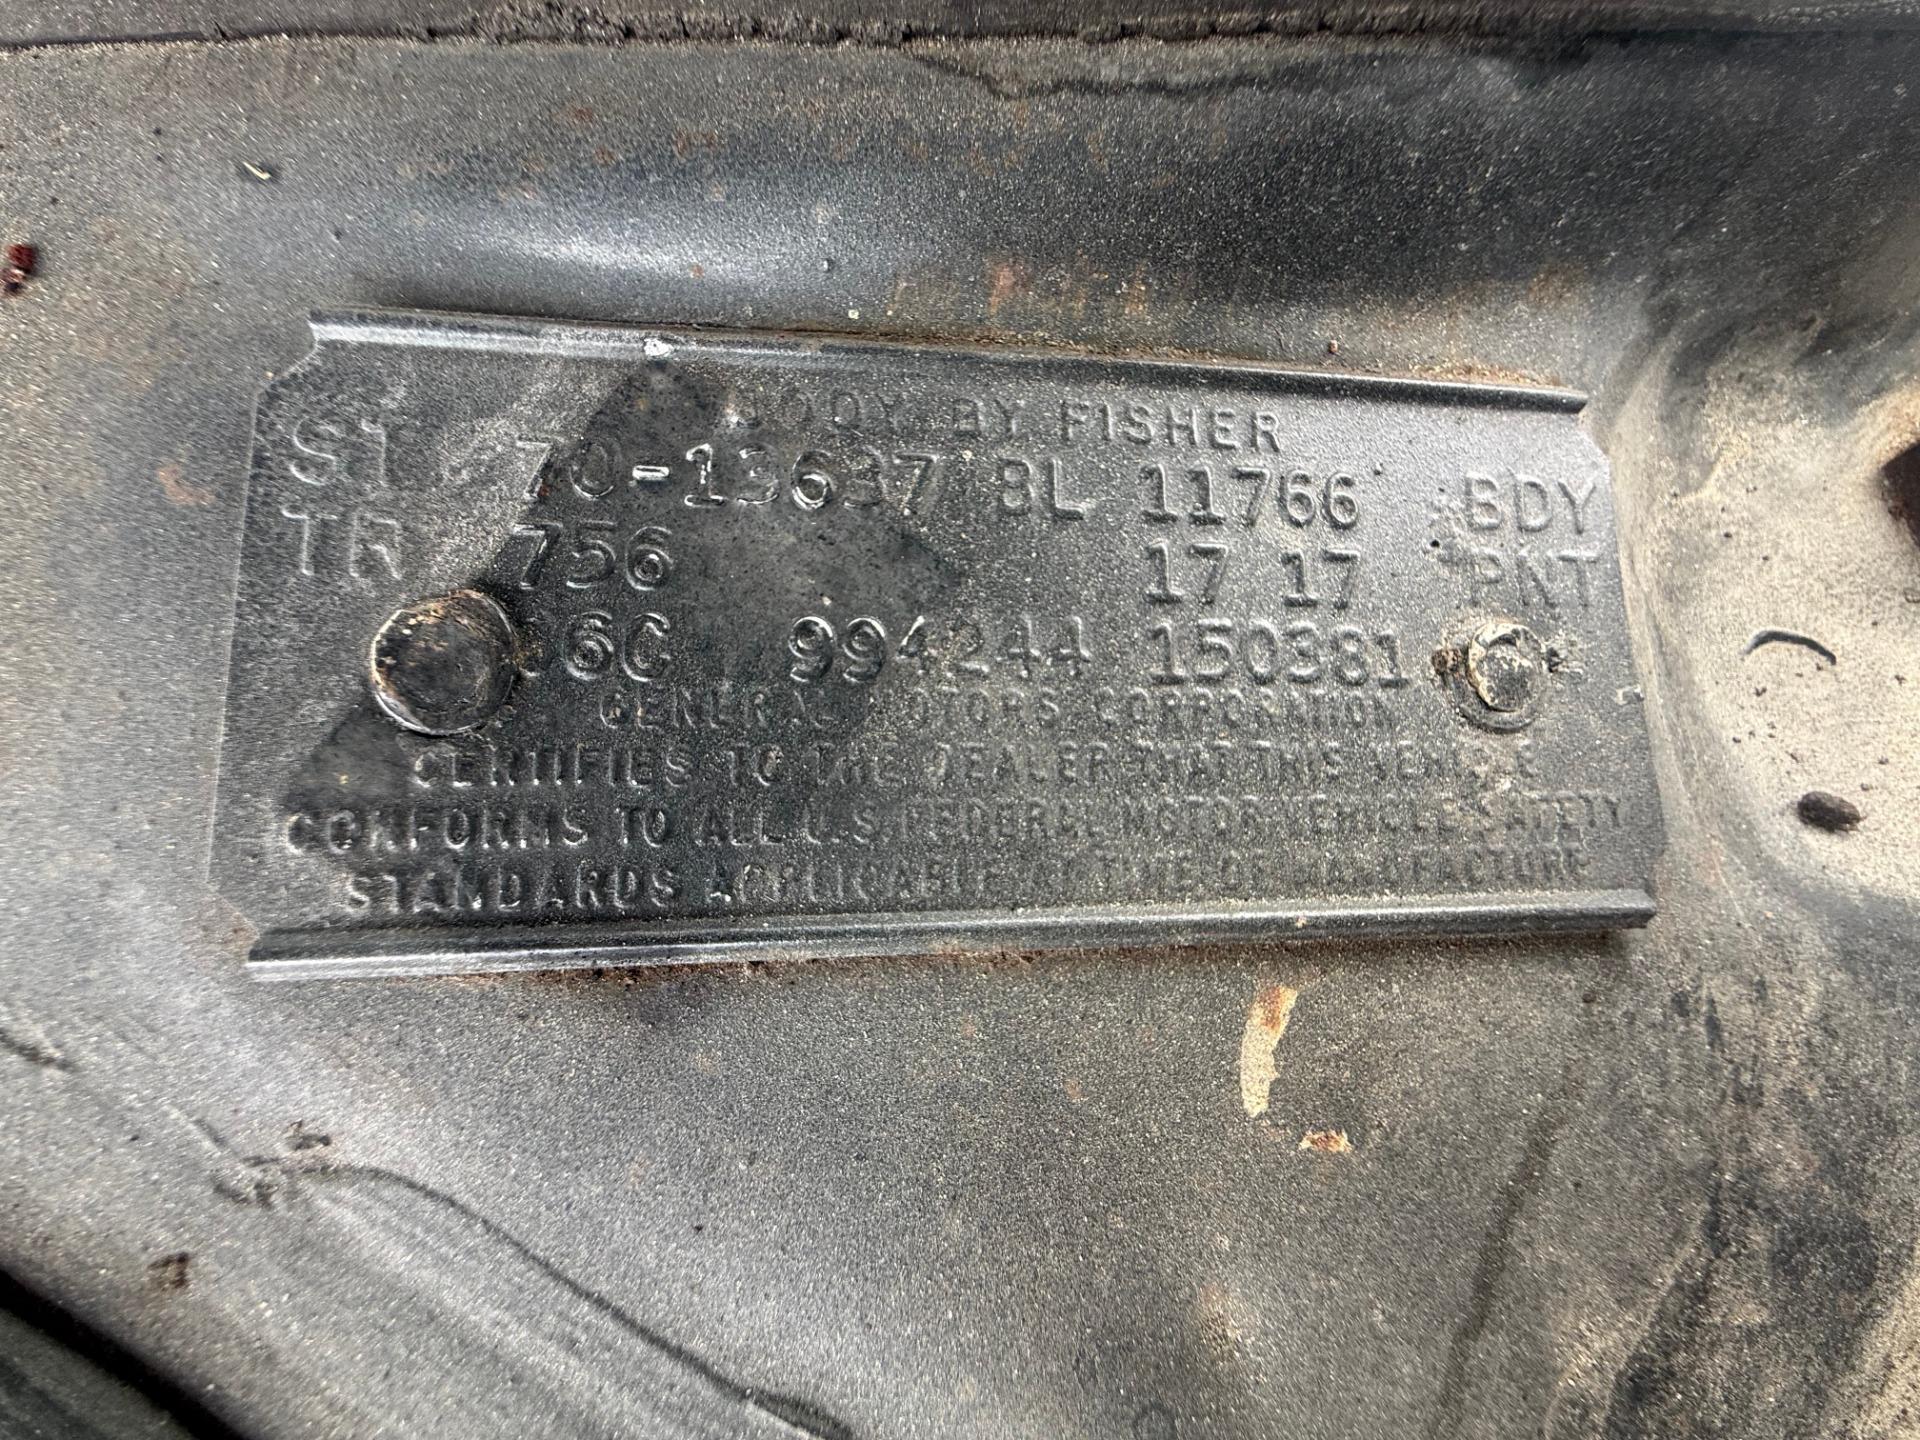 BODY BY FISHER
ST 70-13637 BL 11766 BDY
TR 756 17 17 PNT
06C 994244 150381
GENERAL MOTORS CORPORATION
CERTIFIES TO THE DEALER THAT THIS VEHICLE
CONFORMS TO ALL U.S. FEDERAL MOTOR VEHICLE SAFETY
STANDARDS APPLICABLE AT TIME OF MANUFACTURE